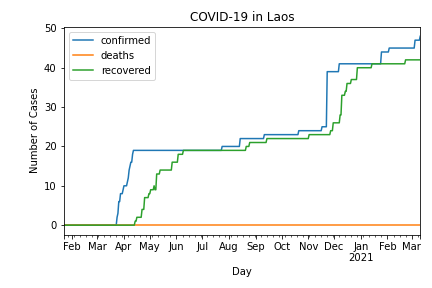 COVID-19 in Laos
confirmed
deaths
recovered
50
40
30
20
10
0
Number of Cases
Feb Mar Apr May Jun Jul Aug Sep Oct Nov Dec Jan Feb Mar
2021
Day